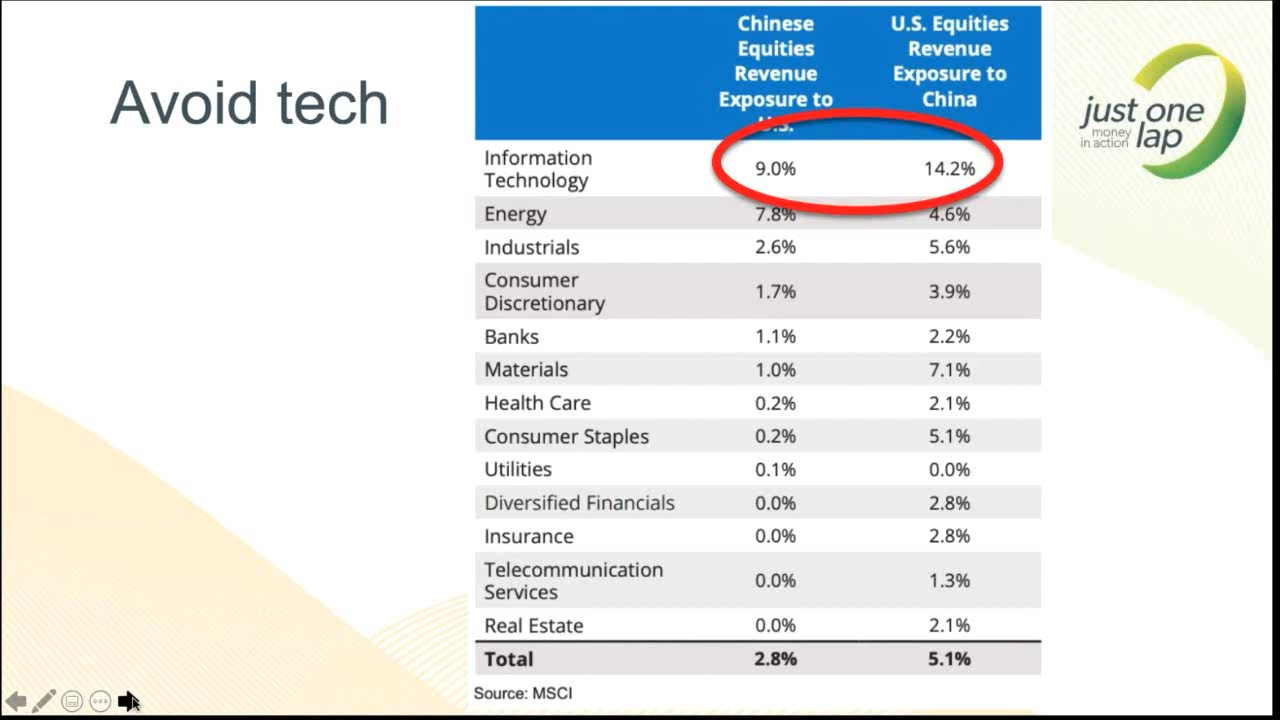 Avoid tech
Chinese
Equities
Revenue
Exposure to
U.S.
U.S. Equities
Revenue
Exposure to
China
Information
Technology
9.0%
14.2%
Energy
7.8%
4.6%
Industrials
2.6%
5.6%
Consumer
Discretionary
1.7%
3.9%
Banks
1.1%
2.2%
Materials
1.0%
7.1%
Health Care
0.2%
2.1%
Consumer Staples
0.2%
5.1%
Utilities
0.1%
0.0%
Diversified Financials
0.0%
2.8%
Insurance
0.0%
2.8%
Telecommunication
Services
0.0%
1.3%
Real Estate
0.0%
2.1%
Total
2.8%
5.1%
Source: MSCI
just one
money
in action
lap